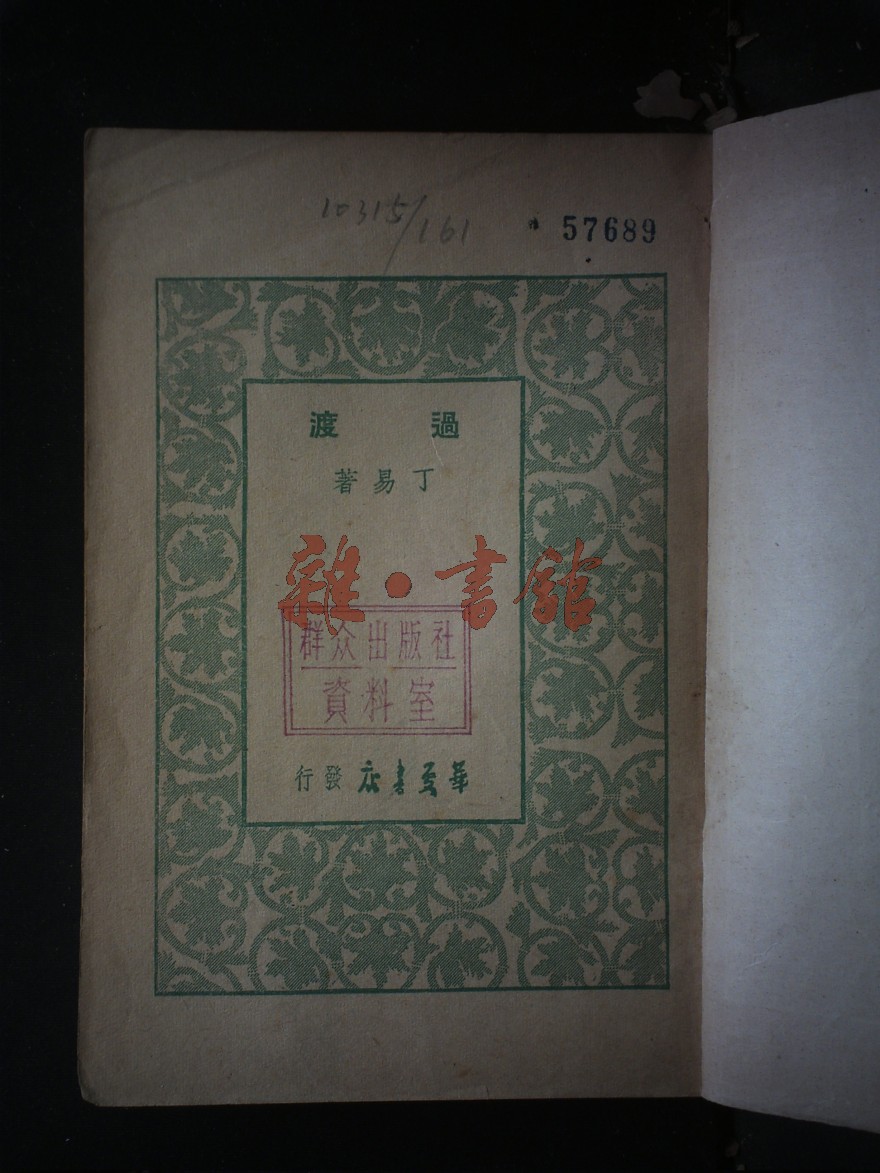 10315/161
57689
過渡
丁易著
雜·書館
群众出版社
資料室
華夏書店發行